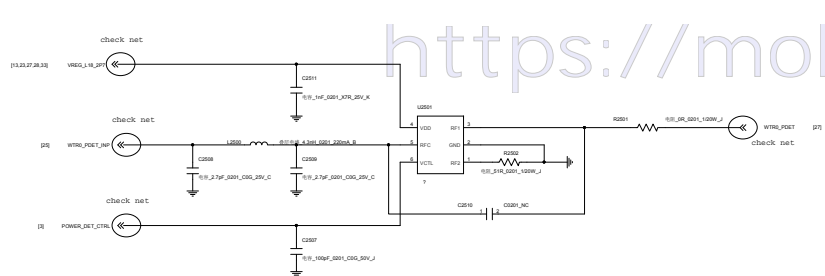 https://mol
check net
[13,23,27,28,33] VREG_L18_2P7
C2511
电容_1nF_0201_X7R_25V_K
U2501
check net
4 VDD RF1 3
R2501 电阻_0R_0201_1/20W_J
WTR0_PDET [27]
check net
[25] WTR0_PDET_INP
L2500 叠层电感_4.3nH_0201_220mA_B
5 RFC GND 2
R2502
6 VCTL RF2 1
电阻_51R_0201_1/20W_J
C2508
电容_2.7pF_0201_C0G_25V_C
C2509
电容_2.7pF_0201_C0G_25V_C
?
check net
C2510 C0201_NC
1 2
[3] POWER_DET_CTRL
C2507
电容_100pF_0201_C0G_50V_J